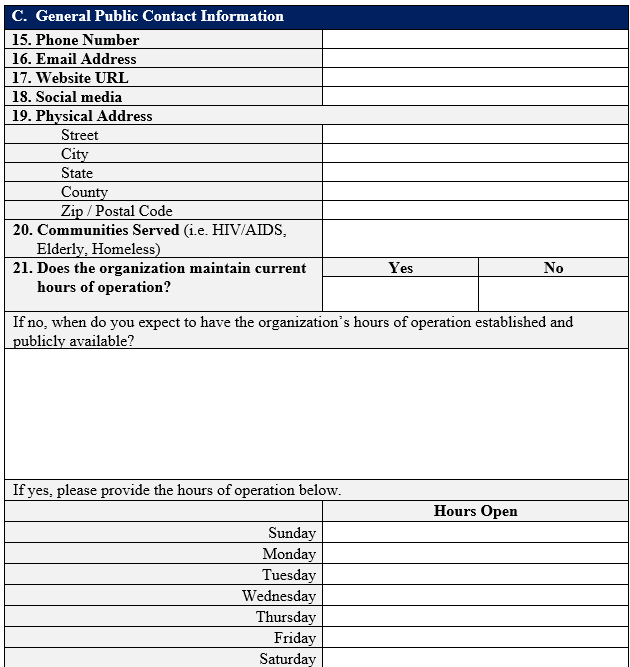 C. General Public Contact Information
15. Phone Number
16. Email Address
17. Website URL
18. Social media
19. Physical Address
Street
City
State
County
Zip / Postal Code
20. Communities Served (i.e. HIV/AIDS,
Elderly, Homeless)
21. Does the organization maintain current
hours of operation?
Yes
No
If no, when do you expect to have the organization's hours of operation established and
publicly available?
If yes, please provide the hours of operation below.
Hours Open
Sunday
Monday
Tuesday
Wednesday
Thursday
Friday
Saturday